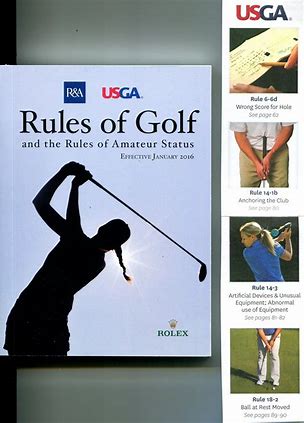 R&A
USGA
Rules of Golf
and the Rules of Amateur Status
Effective January 2016
ROLEX
USGA
Rule 6-6d
Wrong Score for Hole
See page 62
Rule 14-1b
Anchoring the Club
See page 80
Rule 14-3
Artificial Devices & Unusual
Equipment; Abnormal
use of Equipment
See pages 81-82
Rule 18-2
Ball at Rest Moved
See pages 89-90